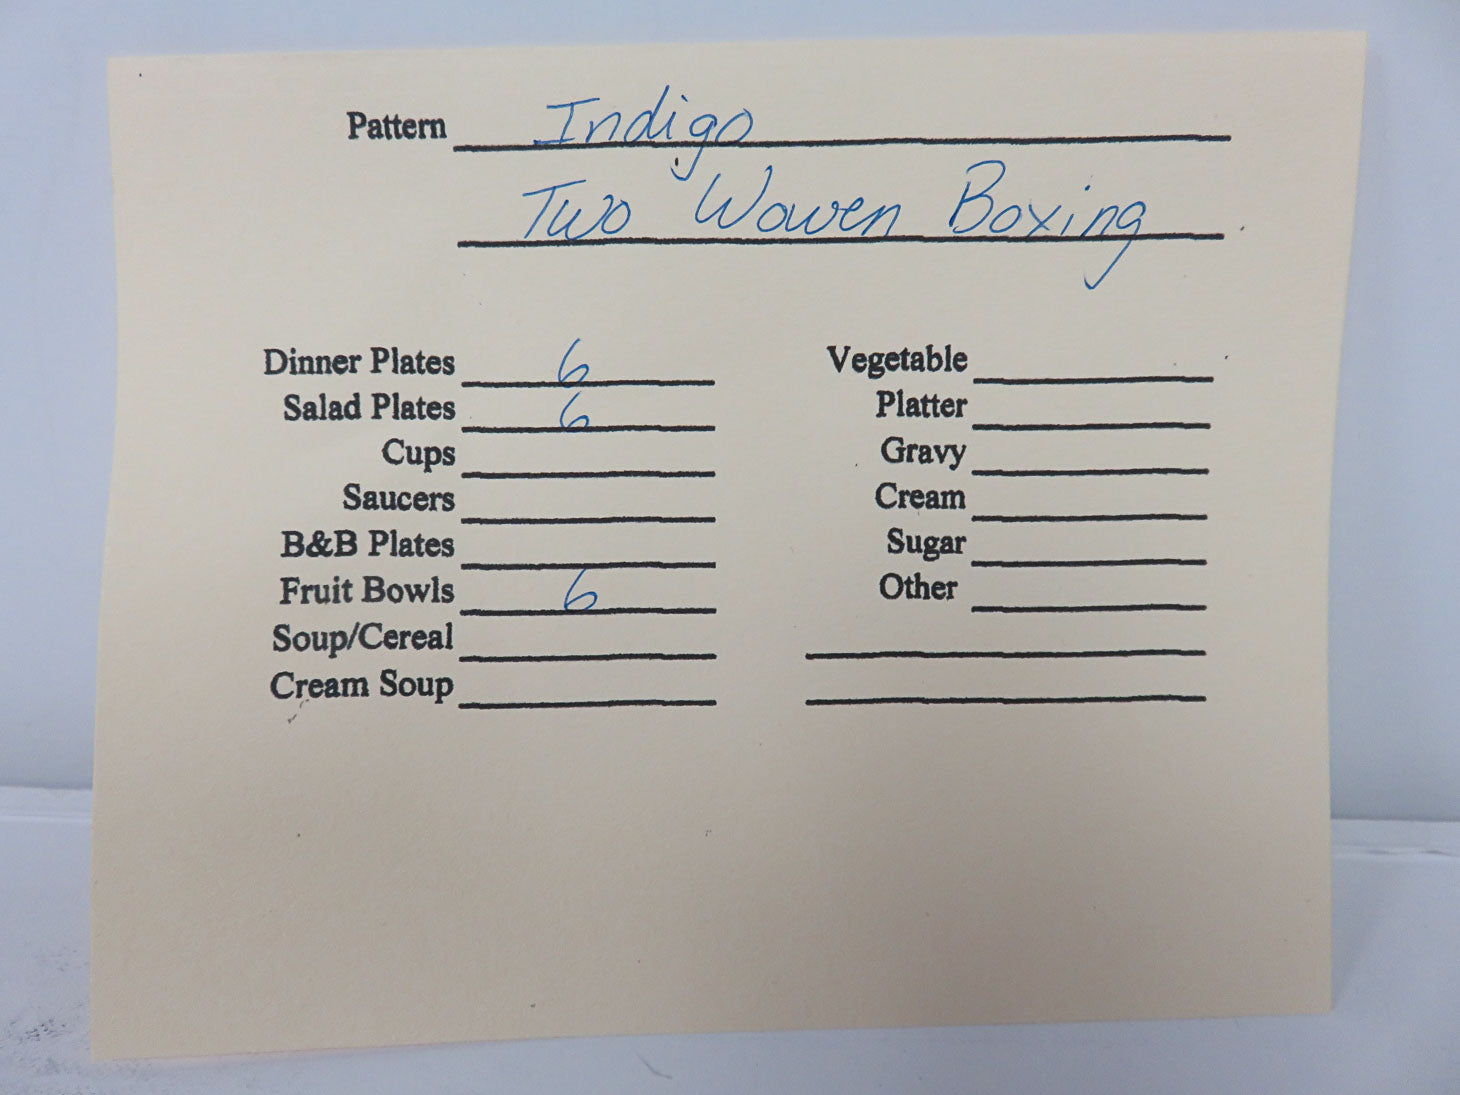 Pattern Indigo
Two Woven Boxing
Dinner Plates 6
Salad Plates 6
Cups
Saucers
B&B Plates
Fruit Bowls 6
Soup/Cereal
Cream Soup
Vegetable
Platter
Gravy
Cream
Sugar
Other